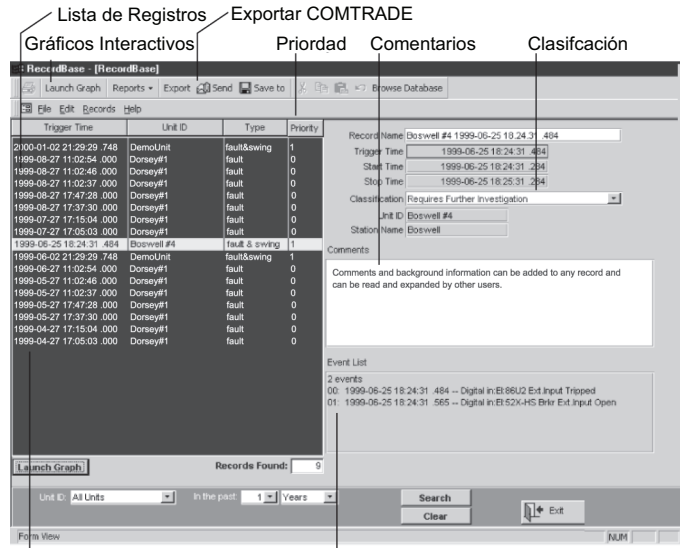 Lista de Registros
Exportar COMTRADE
Gráficos Interactivos
Priordad
Comentarios
Clasifcación
RecordBase - [RecordBase]
Launch Graph Reports Export Send Save to Browse Database
File Edit Records Help
Trigger Time Unit ID Type Priority
2000-01-02 21:29:29 .748 DemoUnit fault&swing 1
1999-08-27 11:02:54 .000 Dorsey#1 fault 0
1999-08-27 11:02:46 .000 Dorsey#1 fault 0
1999-08-27 11:02:37 .000 Dorsey#1 fault 0
1999-08-27 17:47:28 .000 Dorsey#1 fault 0
1999-08-27 17:37:30 .000 Dorsey#1 fault 0
1999-07-27 17:15:04 .000 Dorsey#1 fault 0
1999-07-27 17:05:03 .000 Dorsey#1 fault 0
1999-06-25 18:24:31 .484 Boswell #4 fault & swing 1
1999-06-02 21:29:29 .748 DemoUnit fault&swing 1
1999-06-27 11:02:54 .000 Dorsey#1 fault 0
1999-05-27 11:02:46 .000 Dorsey#1 fault 0
1999-05-27 11:02:37 .000 Dorsey#1 fault 0
1999-05-27 17:47:28 .000 Dorsey#1 fault 0
1999-05-27 17:37:30 .000 Dorsey#1 fault 0
1999-04-27 17:15:04 .000 Dorsey#1 fault 0
1999-04-27 17:05:03 .000 Dorsey#1 fault 0
Launch Graph Records Found: 9
Record Name Boswell #4 1999-06-25 18.24.31 .484
Trigger Time 1999-06-25 18:24:31 .484
Start Time 1999-06-25 18:24:31 .284
Stop Time 1999-06-25 18:25:31 .284
Classification Requires Further Investigation
Unit ID Boswell #4
Station Name Boswell
Comments
Comments and background information can be added to any record and
can be read and expanded by other users.
Event List
2 events
00: 1999-06-25 18:24:31 .484 -- Digital in:El:86U2 Ext.Input Tripped
01: 1999-06-25 18:24:31 .565 -- Digital in:El:52X-HS Brkr Ext.Input Open
Unit ID: All Units In the past: 1 Years Search
Clear
Exit
Form View NUM